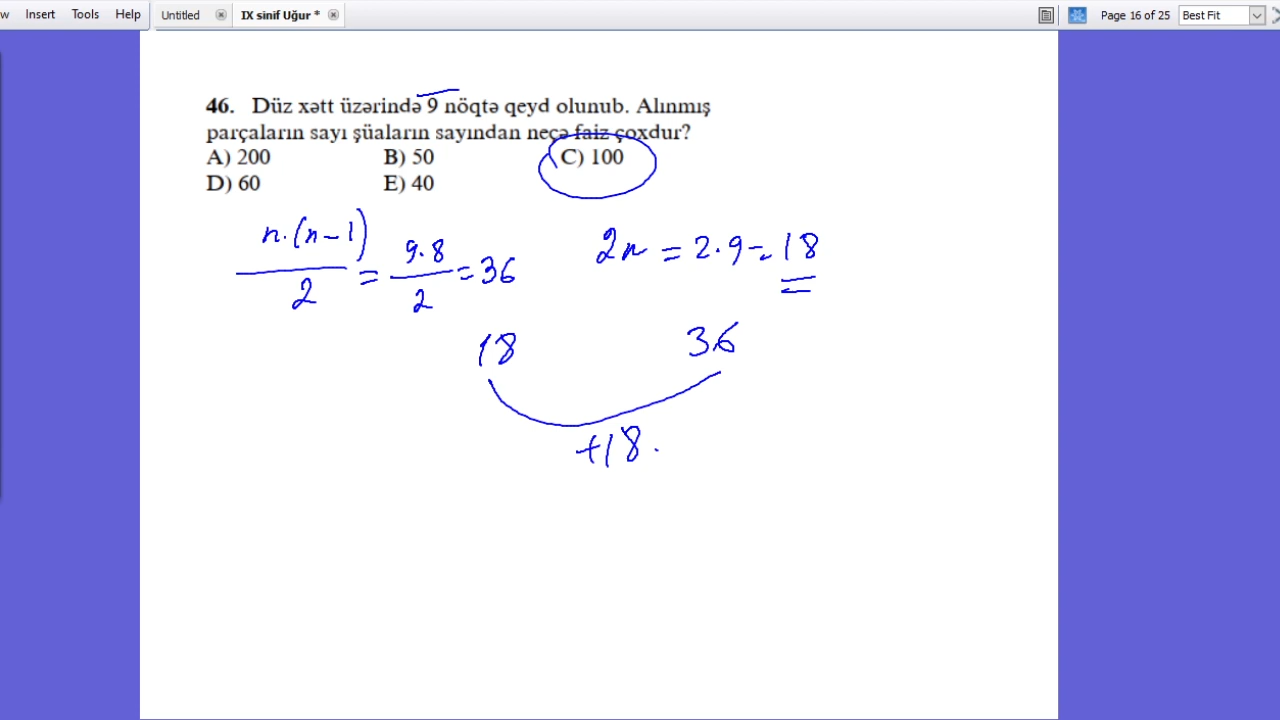 w Insert Tools Help Untitled IX sinif Uğur * Page 16 of 25 Best Fit
46. Düz xətt üzərində 9 nöqtə qeyd olunub. Alınmış
parçaların sayı şüaların sayından neçə faiz çoxdur?
A) 200 B) 50 C) 100
D) 60 E) 40
n·(n-1)/2 = 9·8/2 = 36 2n = 2·9 = 18
18 36
+18.